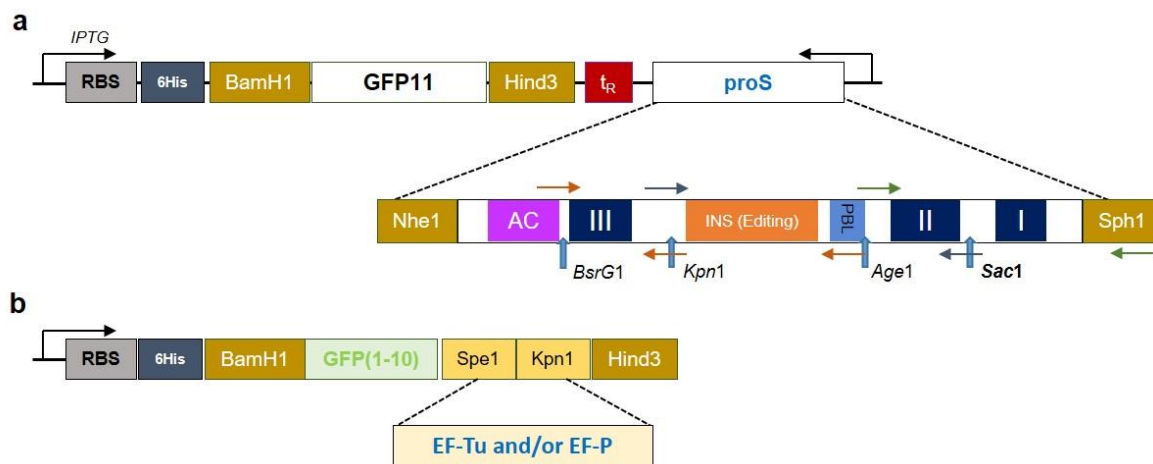 a
IPTG
RBS 6His BamH1 GFP11 Hind3 tR proS
Nhe1 AC III INS (Editing) PBL II I Sph1
BsrG1 Kpn1 Age1 Sac1
b
RBS 6His BamH1 GFP(1-10) Spe1 Kpn1 Hind3
EF-Tu and/or EF-P